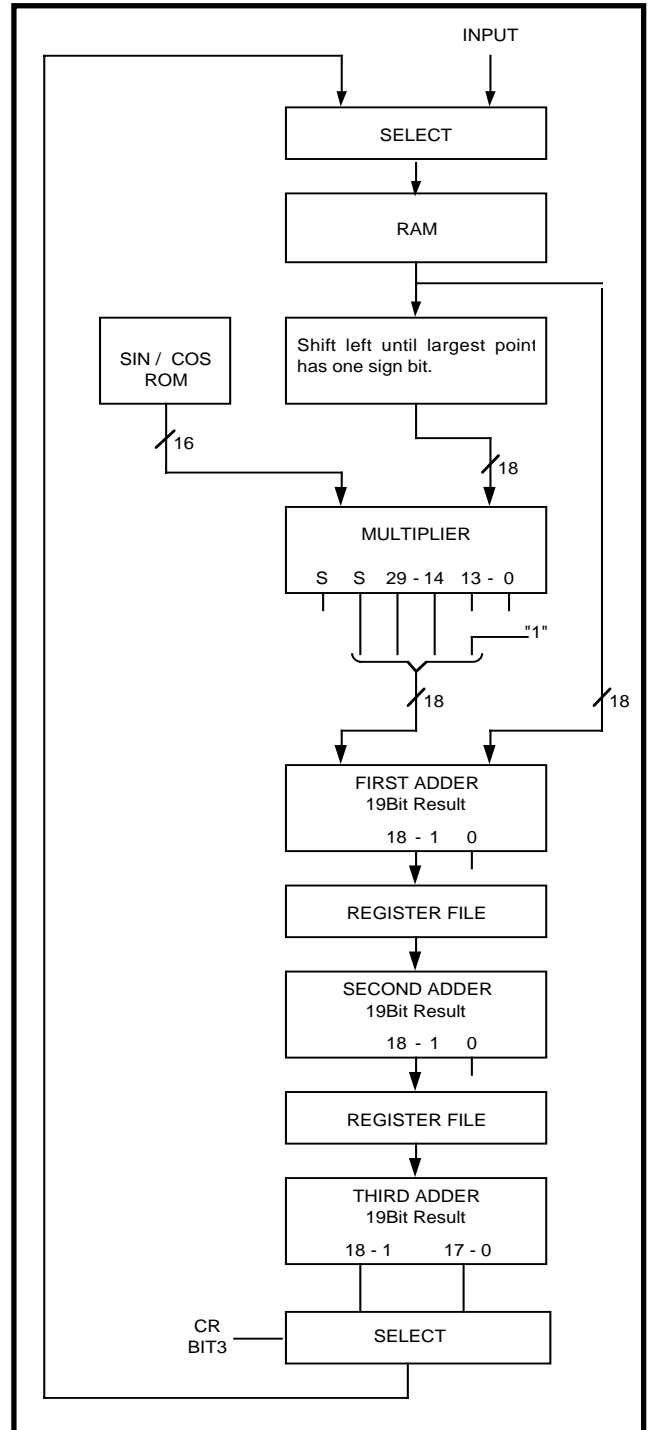 INPUT
SELECT
RAM
SIN / COS
ROM
Shift left until largest point
has one sign bit.
16
18
MULTIPLIER
S S 29 - 14 13 - 0
"1"
18
18
FIRST ADDER
19Bit Result
18 - 1 0
REGISTER FILE
SECOND ADDER
19Bit Result
18 - 1 0
REGISTER FILE
THIRD ADDER
19Bit Result
18 - 1 17 - 0
CR
BIT3
SELECT